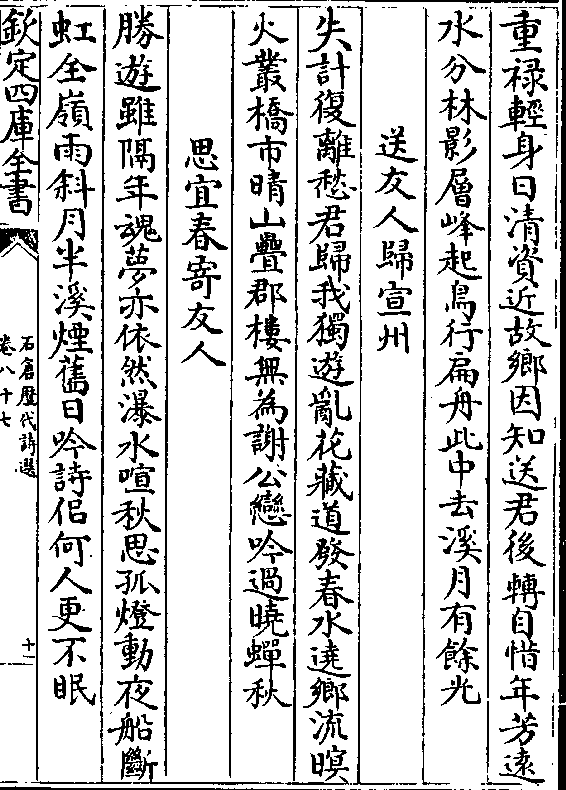 重禄輕身日清資近故鄉因知送君後轉自惜年芳遠
水分林影層峰起鳥行扁舟此中去溪月有餘光
送友人歸宣州
失計復離愁君歸我獨遊亂花藏道發春水遶鄉流暝
火叢橋市晴山疊郡樓無為謝公戀吟過曉蟬秋
思宜春寄友人
勝遊雖隔年魂夢亦依然瀑水喧秋思孤燈動夜船斷
虹全嶺雨斜月半溪煙舊日吟詩侣何人更不眠
欽定四庫全書
石倉歷代詩選
卷八十七
十一